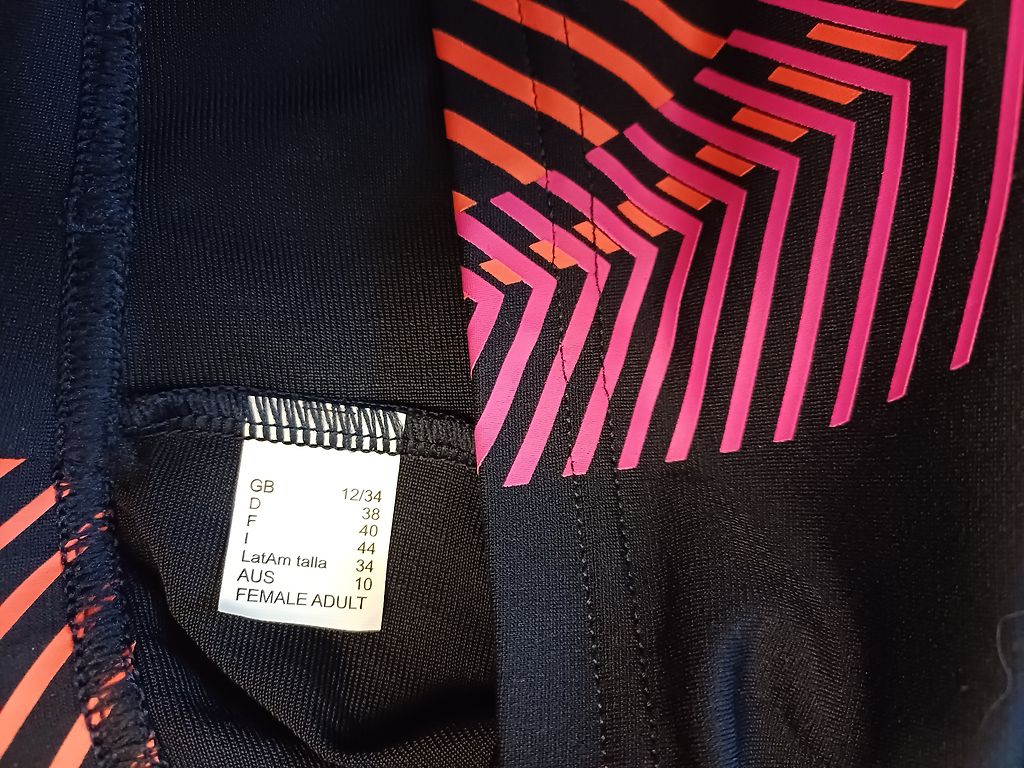 GB 12/34
D 38
F 40
I 44
LatAm talla 34
AUS 10
FEMALE ADULT